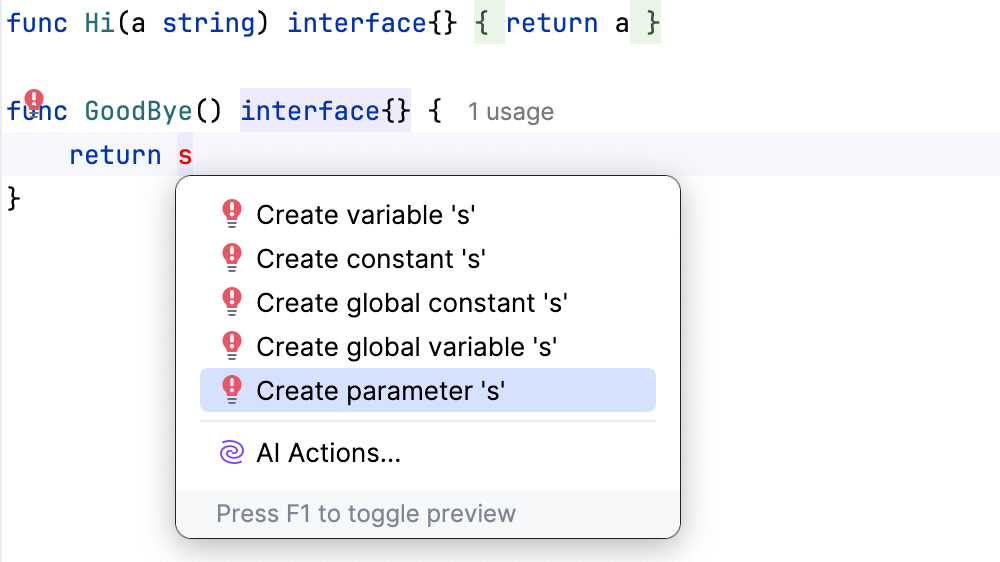 func Hi(a string) interface{} { return a }
func GoodBye() interface{} { 1 usage
return s
}
Create variable 's'
Create constant 's'
Create global constant 's'
Create global variable 's'
Create parameter 's'
AI Actions...
Press F1 to toggle preview